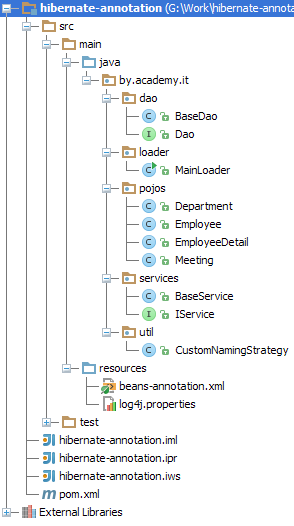 hibernate-annotation (G:\Work\hibernate-annota
src
main
java
by.academy.it
dao
C BaseDao
I Dao
loader
C MainLoader
pojos
C Department
C Employee
C EmployeeDetail
C Meeting
services
C BaseService
I IService
util
C CustomNamingStrategy
resources
beans-annotation.xml
log4j.properties
test
hibernate-annotation.iml
hibernate-annotation.ipr
hibernate-annotation.iws
m pom.xml
External Libraries